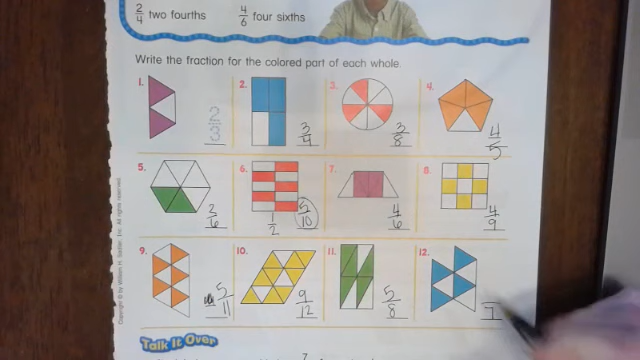 2/4 two fourths 4/6 four sixths
Write the fraction for the colored part of each whole.
1. 2/3 2. 3/4 3. 3/8 4. 4/5
5. 3/6 6. 1/2 5/10 7. 4/6 8. 4/9
9. 5/11 10. 9/12 11. 5/8 12.
Talk It Over